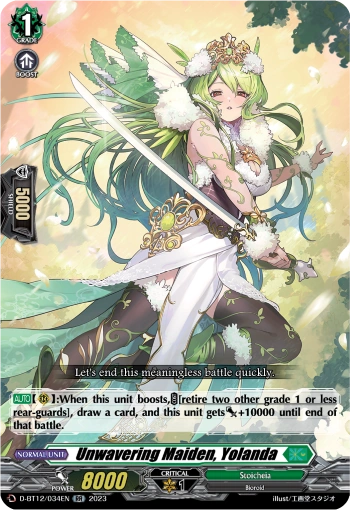 1
GRADE
BOOST
5000
SHIELD
Let's end this meaningless battle quickly.
AUTO【 】:When this unit boosts, [retire two other grade 1 or less
rear-guards], draw a card, and this unit gets +10000 until end of
that battle.
NORMAL UNIT
Unwavering Maiden, Yolanda
POWER 8000
CRITICAL
1
Stoicheia
Bioroid
D-BT12/034EN RR 2023
illust/工画堂スタジオ